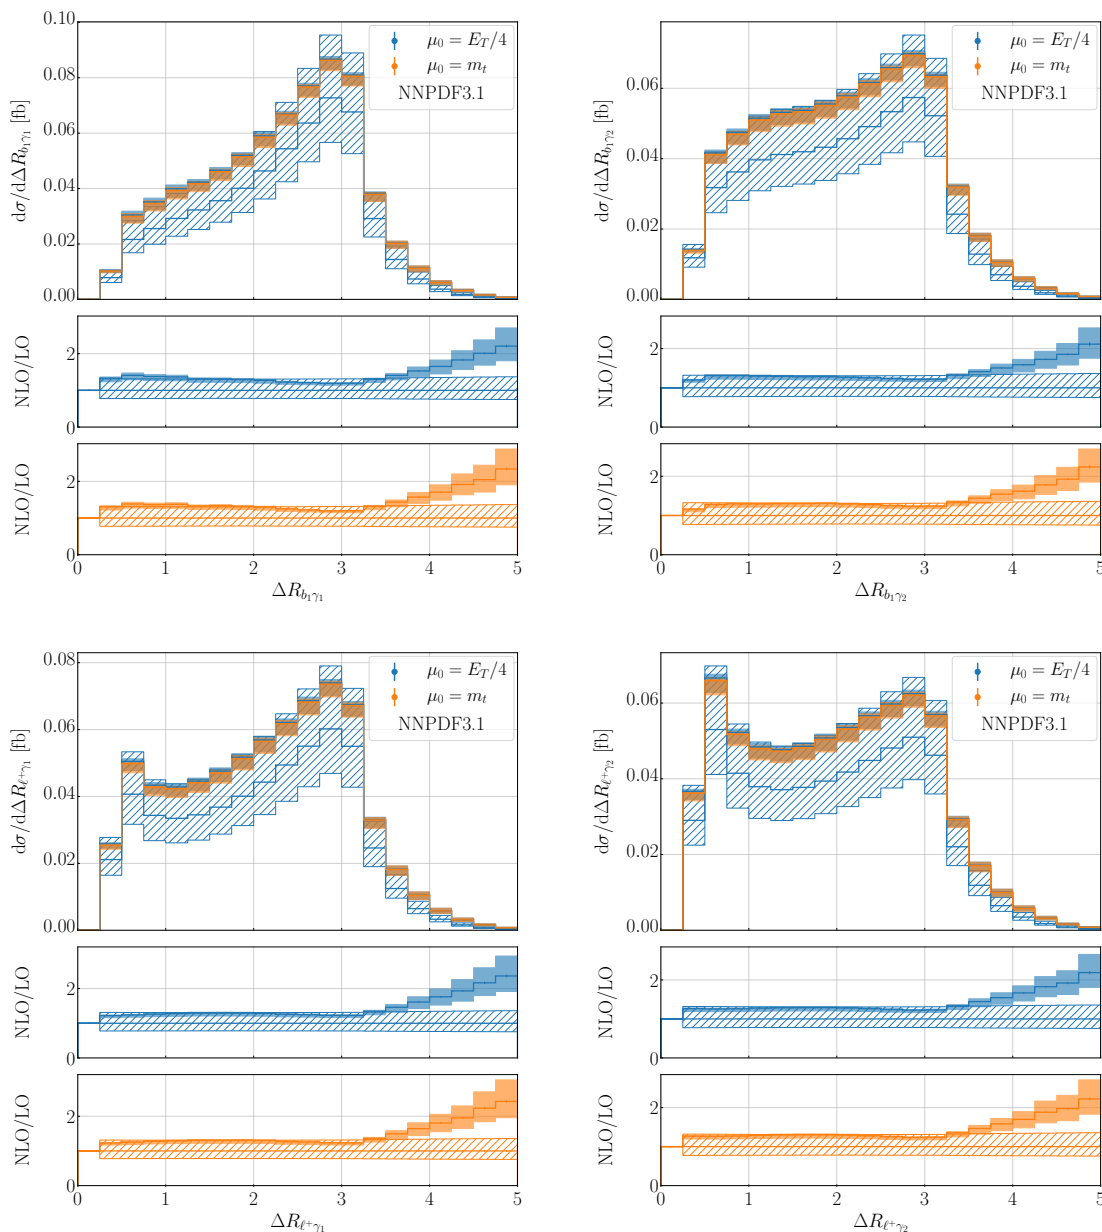 dσ/dΔR_{b₁γ₁} [fb]
0.10
0.08
0.06
0.04
0.02
0.00
μ₀ = E_T/4
μ₀ = m_t
NNPDF3.1
NLO/LO
2
0
NLO/LO
2
0
0 1 2 3 4 5
ΔR_{b₁γ₁}
dσ/dΔR_{b₁γ₂} [fb]
0.06
0.04
0.02
0.00
μ₀ = E_T/4
μ₀ = m_t
NNPDF3.1
NLO/LO
2
0
NLO/LO
2
0
0 1 2 3 4 5
ΔR_{b₁γ₂}
dσ/dΔR_{ℓ⁺γ₁} [fb]
0.08
0.06
0.04
0.02
0.00
μ₀ = E_T/4
μ₀ = m_t
NNPDF3.1
NLO/LO
2
0
NLO/LO
2
0
0 1 2 3 4 5
ΔR_{ℓ⁺γ₁}
dσ/dΔR_{ℓ⁺γ₂} [fb]
0.06
0.04
0.02
0.00
μ₀ = E_T/4
μ₀ = m_t
NNPDF3.1
NLO/LO
2
0
NLO/LO
2
0
0 1 2 3 4 5
ΔR_{ℓ⁺γ₂}